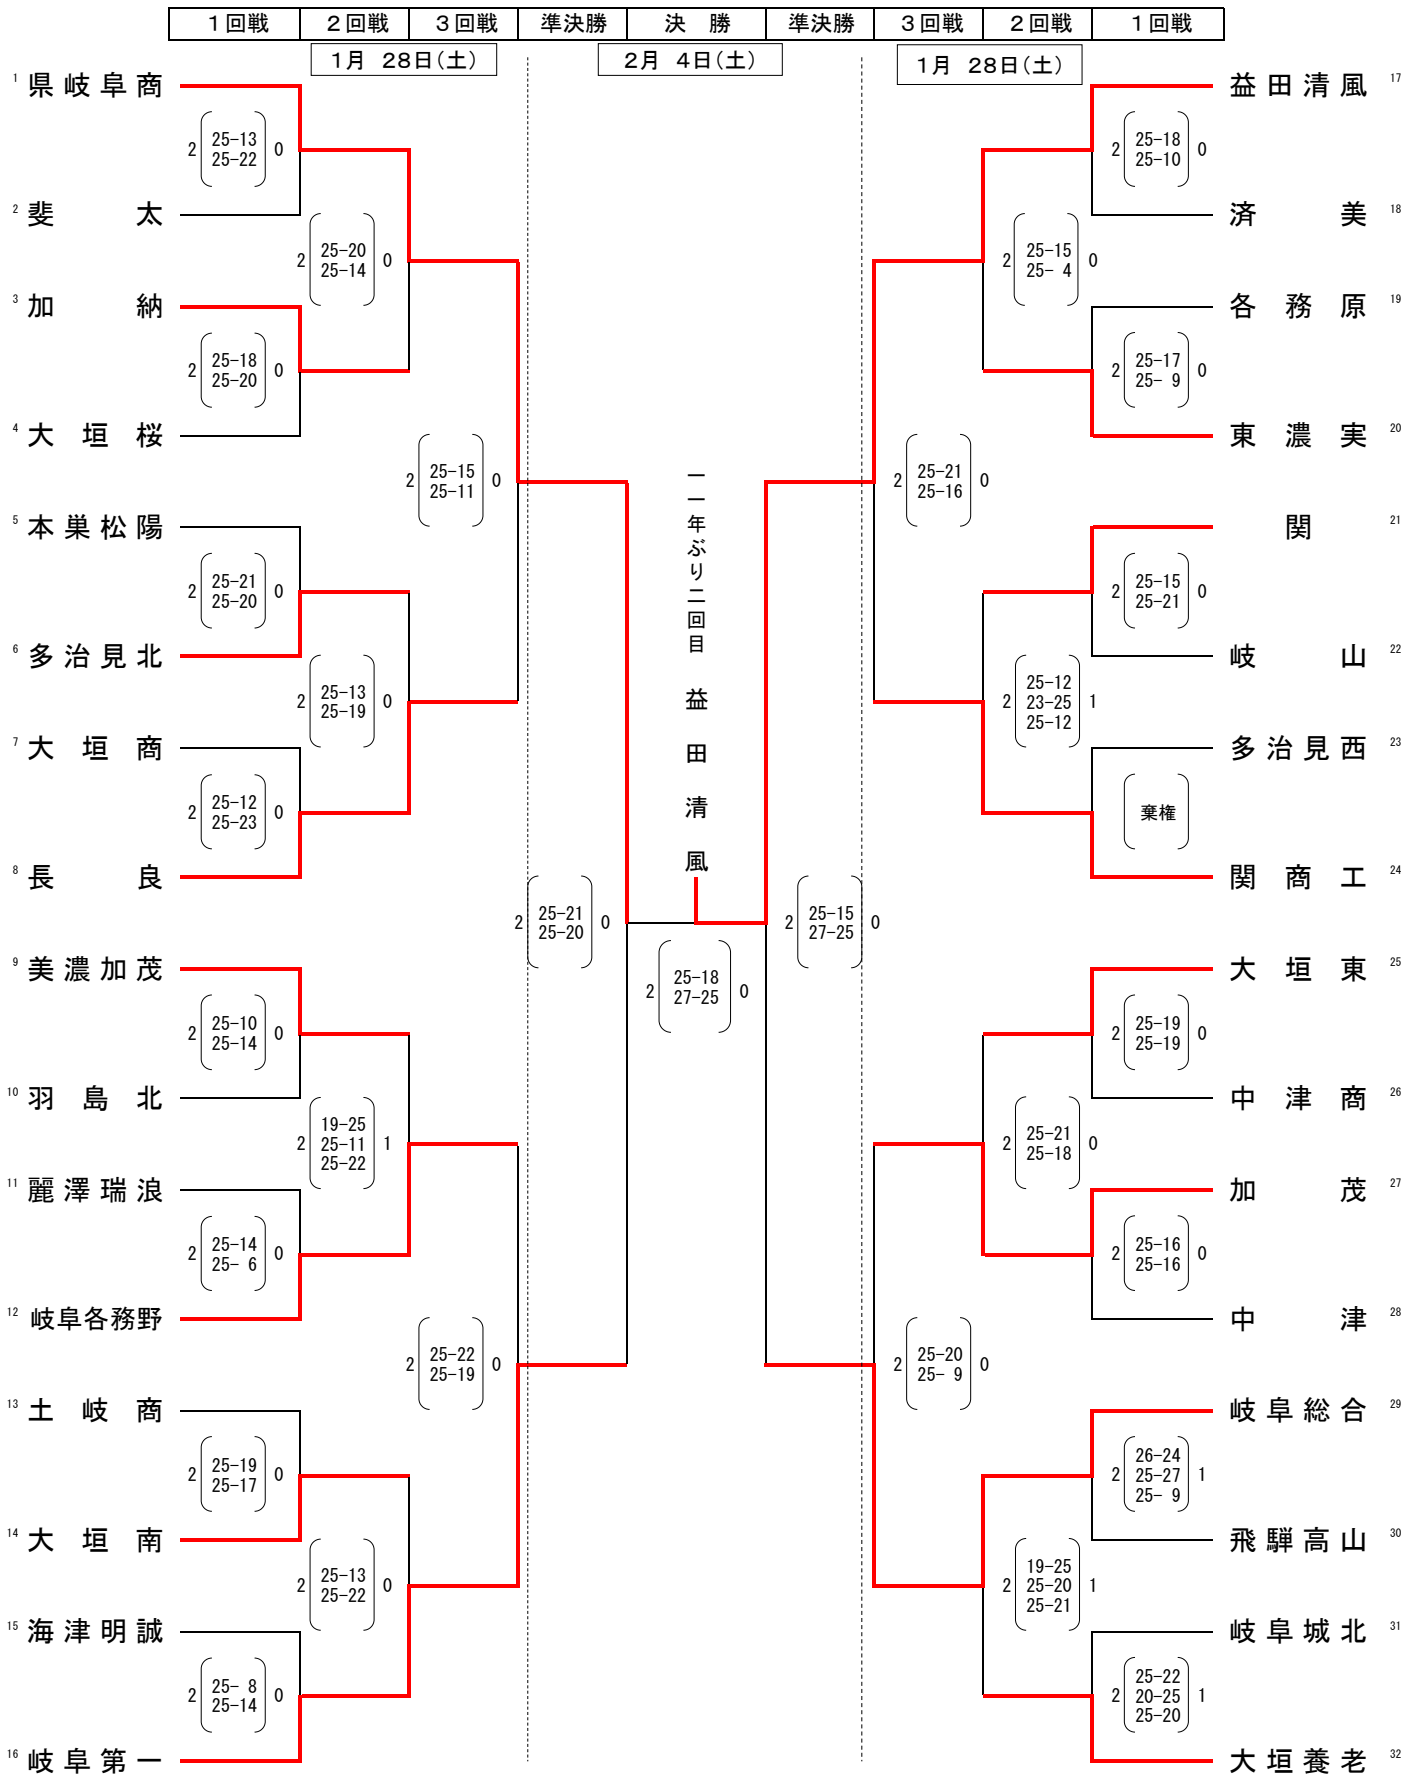 1回戦 2回戦 3回戦 準決勝 決勝 準決勝 3回戦 2回戦 1回戦
1月 28日(土) 2月 4日(土) 1月 28日(土)
1 県岐阜商
2 25-13 0
25-22
2 斐太
2 25-20 0
25-14
3 加納
2 25-18 0
25-20
4 大垣桜
2 25-15 0
25-11
5 本巣松陽
2 25-21 0
25-20
6 多治見北
2 25-13 0
25-19
7 大垣商
2 25-12 0
25-23
8 長良
2 25-21 0
25-20
9 美濃加茂
2 25-10 0
25-14
10 羽島北
2 19-25 1
25-11
25-22
11 麗澤瑞浪
2 25-14 0
25- 6
12 岐阜各務野
2 25-22 0
25-19
13 土岐商
2 25-19 0
25-17
14 大垣南
2 25-13 0
25-22
15 海津明誠
2 25- 8 0
25-14
16 岐阜第一
一一年ぶり二回目 益田清風
2 25-18 0
27-25
益田清風 17
2 25-18 0
25-10
済美 18
2 25-15 0
25- 4
各務原 19
2 25-17 0
25- 9
東濃実 20
2 25-21 0
25-16
関 21
2 25-15 0
25-21
岐山 22
2 25-12 1
23-25
25-12
多治見西 23
棄権
関商工 24
2 25-15 0
27-25
大垣東 25
2 25-19 0
25-19
中津商 26
2 25-21 0
25-18
加茂 27
2 25-16 0
25-16
中津 28
2 25-20 0
25- 9
岐阜総合 29
2 26-24 1
25-27
25- 9
飛騨高山 30
2 19-25 1
25-20
25-21
岐阜城北 31
2 25-22 1
20-25
25-20
大垣養老 32